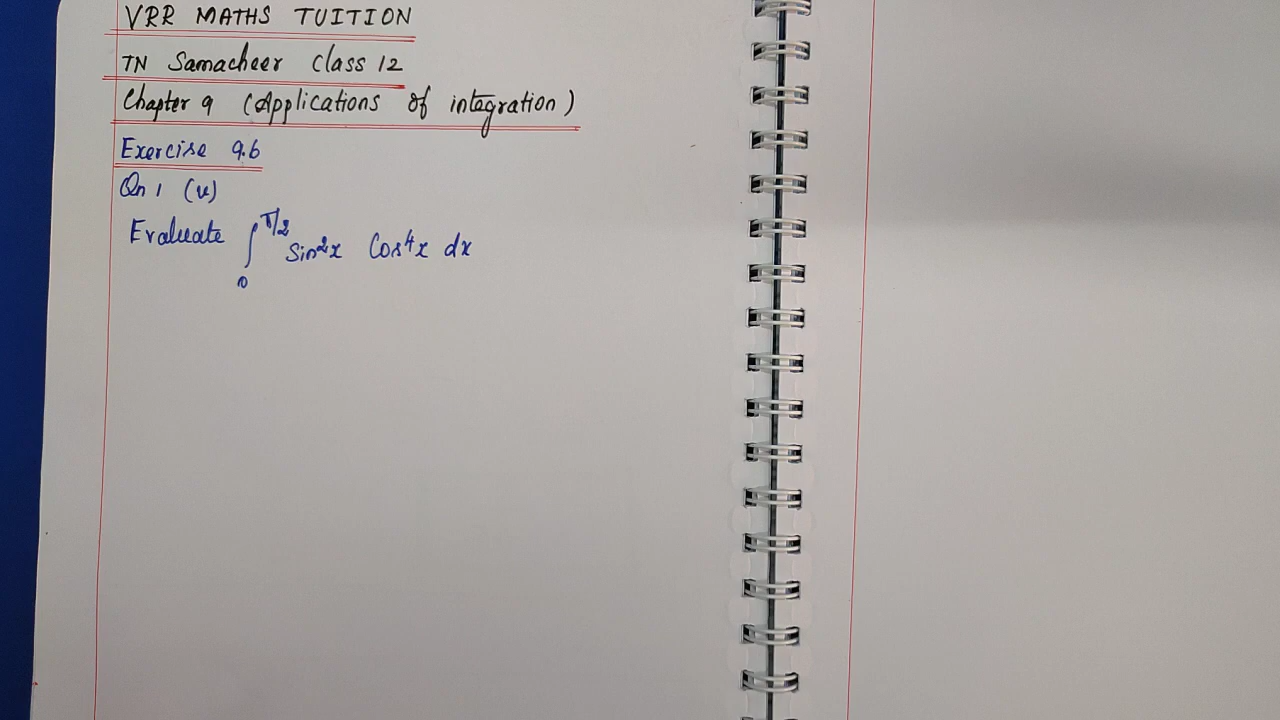 VRR MATHS TUITION
TN Samacheer Class 12
Chapter 9 (Applications of integration)
Exercise 9.6
Qn 1 (v)
Evaluate ∫₀^π/2 Sin²x Cos⁴x dx